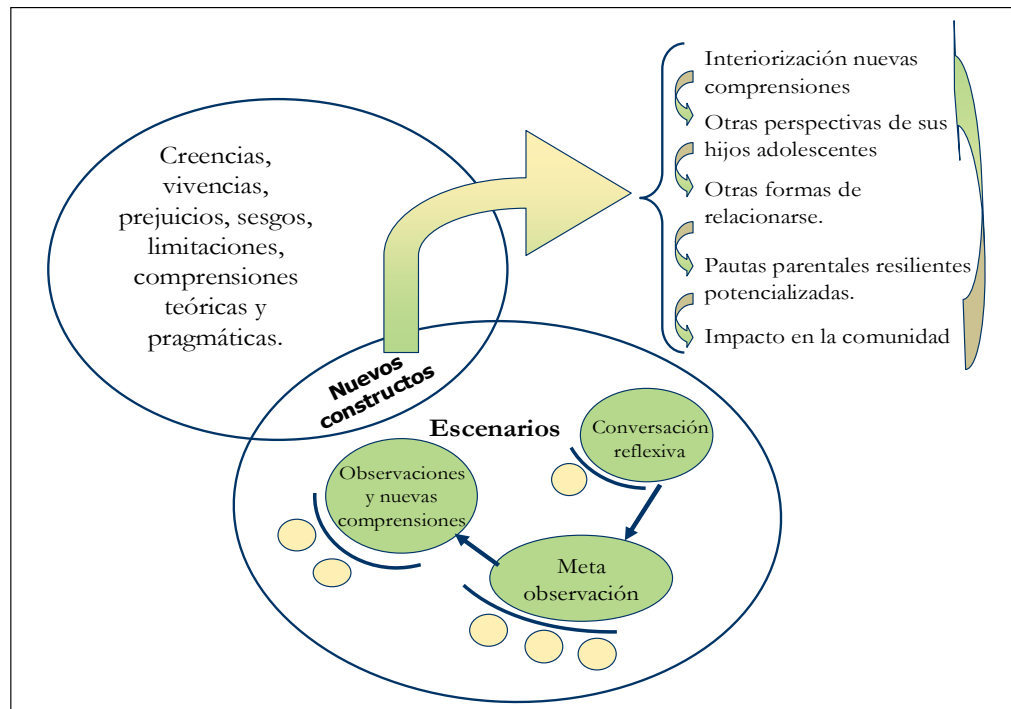 Creencias,
vivencias,
prejuicios, sesgos,
limitaciones,
comprensiones
teóricas y
pragmáticas.
Interiorización nuevas
comprensiones
Otras perspectivas de sus
hijos adolescentes
Otras formas de
relacionarse.
Pautas parentales resilientes
potencializadas.
Impacto en la comunidad
Nuevos
constructos
Escenarios
Conversación
reflexiva
Observaciones
y nuevas
comprensiones
Meta
observación